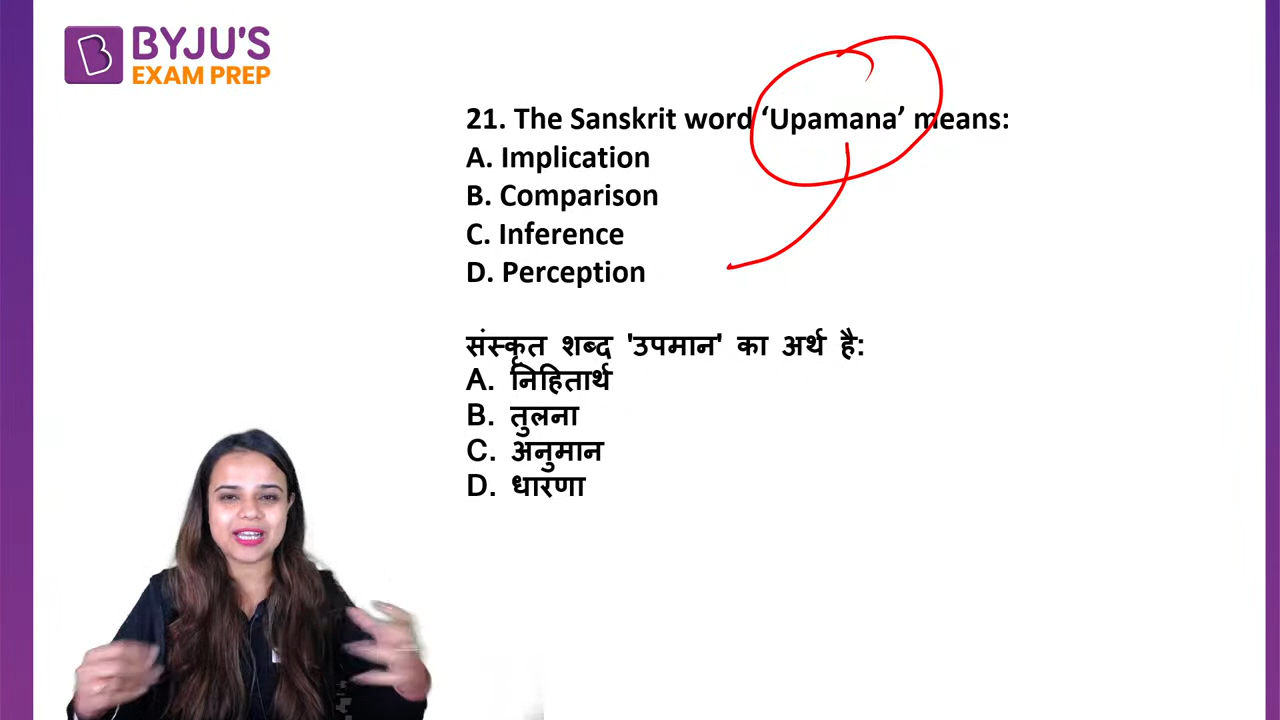 BYJU'S
EXAM PREP
21. The Sanskrit word ‘Upamana’ means:
A. Implication
B. Comparison
C. Inference
D. Perception
संस्कृत शब्द 'उपमान' का अर्थ है:
A. निहितार्थ
B. तुलना
C. अनुमान
D. धारणा